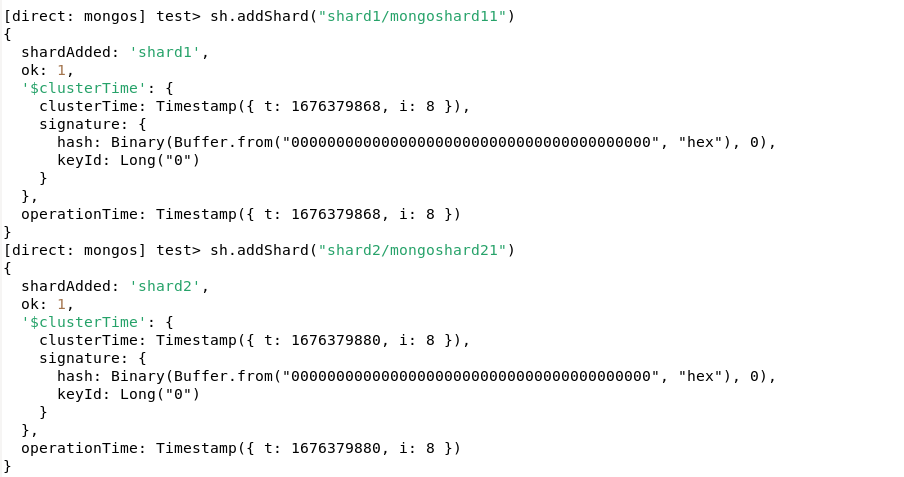 [direct: mongos] test> sh.addShard("shard1/mongoshard11")
{
  shardAdded: 'shard1',
  ok: 1,
  '$clusterTime': {
    clusterTime: Timestamp({ t: 1676379868, i: 8 }),
    signature: {
      hash: Binary(Buffer.from("0000000000000000000000000000000000000000", "hex"), 0),
      keyId: Long("0")
    }
  },
  operationTime: Timestamp({ t: 1676379868, i: 8 })
}
[direct: mongos] test> sh.addShard("shard2/mongoshard21")
{
  shardAdded: 'shard2',
  ok: 1,
  '$clusterTime': {
    clusterTime: Timestamp({ t: 1676379880, i: 8 }),
    signature: {
      hash: Binary(Buffer.from("0000000000000000000000000000000000000000", "hex"), 0),
      keyId: Long("0")
    }
  },
  operationTime: Timestamp({ t: 1676379880, i: 8 })
}